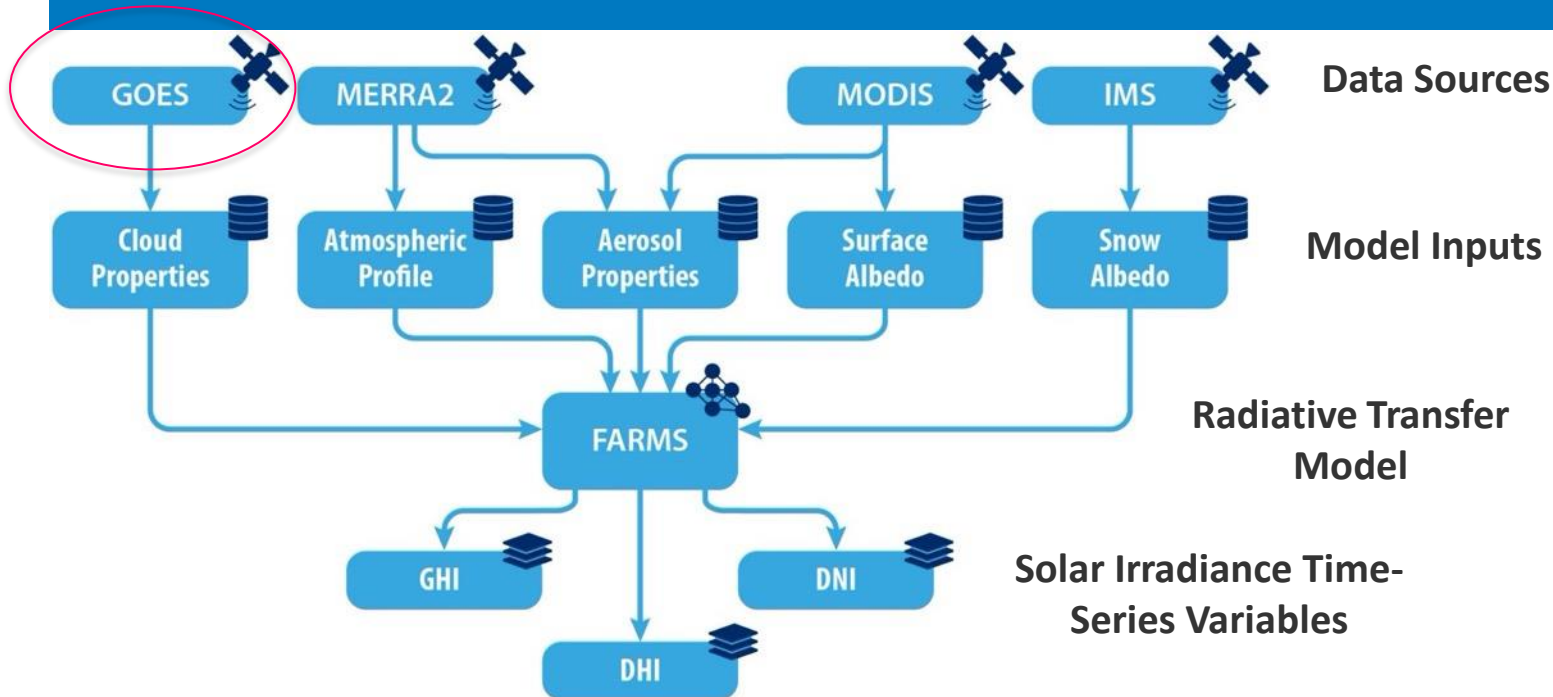 GOES
MERRA2
MODIS
IMS
Data Sources
Cloud
Properties
Atmospheric
Profile
Aerosol
Properties
Surface
Albedo
Snow
Albedo
Model Inputs
FARMS
Radiative Transfer
Model
GHI
DNI
DHI
Solar Irradiance Time-
Series Variables